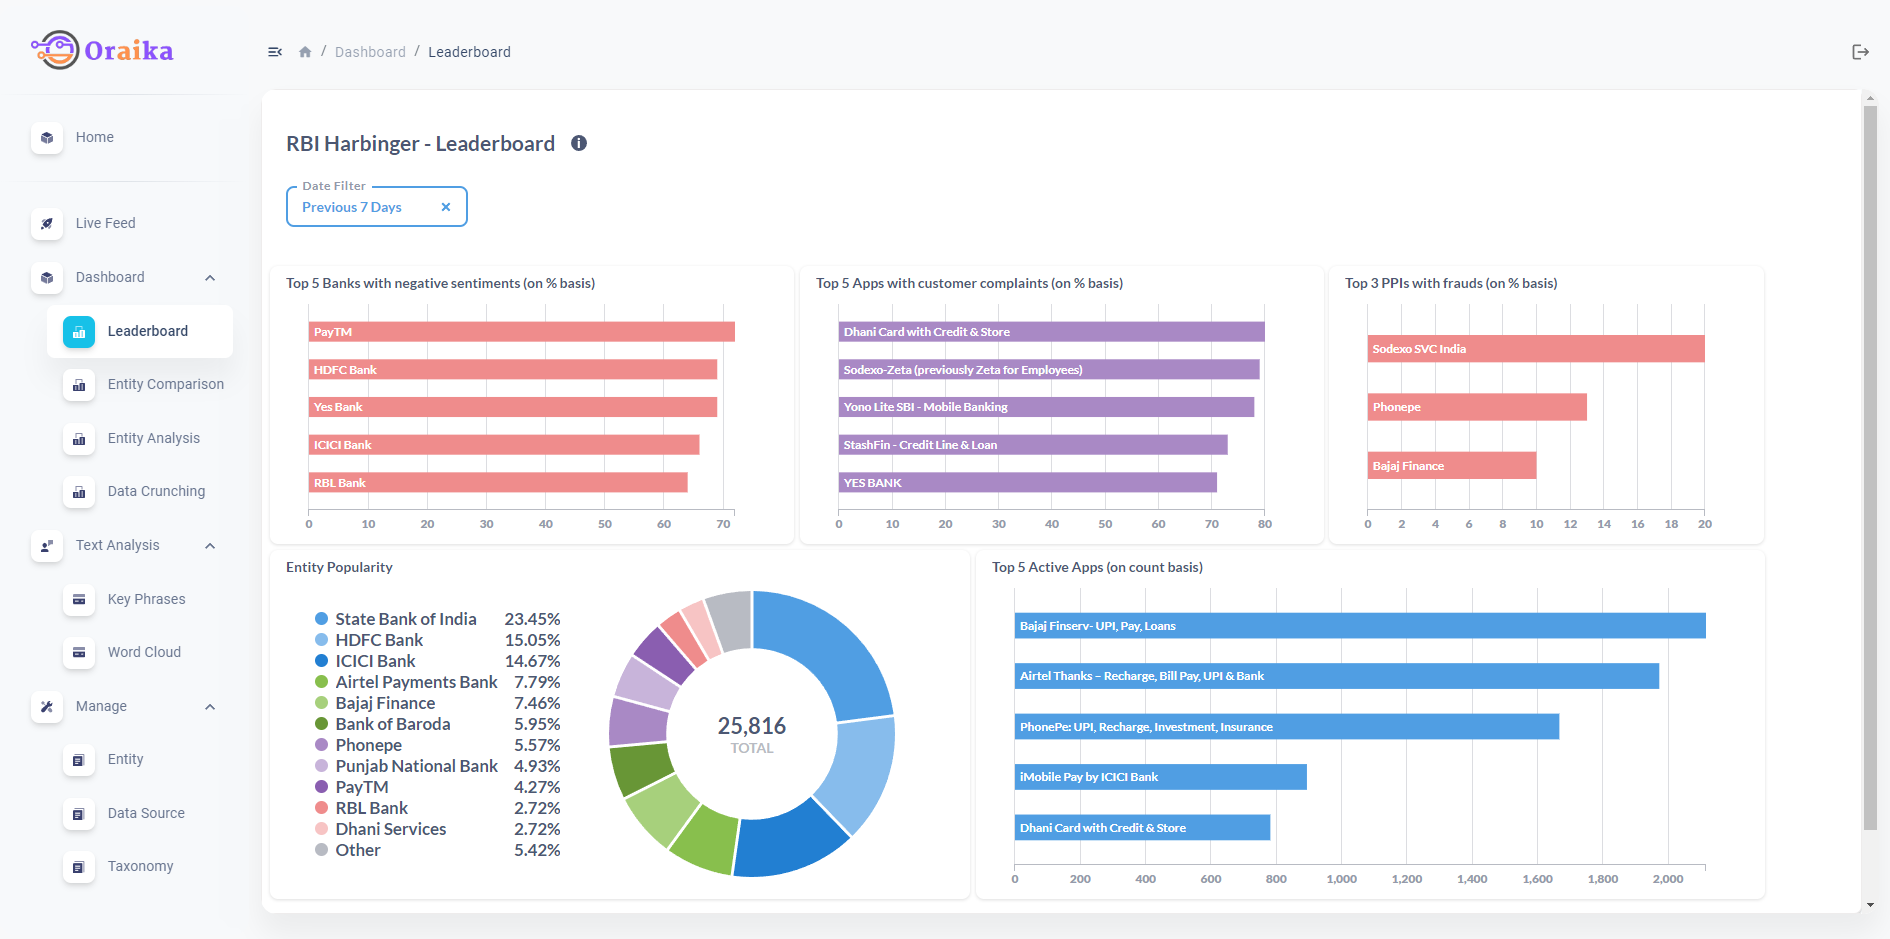 Oraika
/ Dashboard / Leaderboard
Home
Live Feed
Dashboard
Leaderboard
Entity Comparison
Entity Analysis
Data Crunching
Text Analysis
Key Phrases
Word Cloud
Manage
Entity
Data Source
Taxonomy
RBI Harbinger - Leaderboard
Date Filter
Previous 7 Days
Top 5 Banks with negative sentiments (on % basis)
PayTM
HDFC Bank
Yes Bank
ICICI Bank
RBL Bank
0 10 20 30 40 50 60 70
Top 5 Apps with customer complaints (on % basis)
Dhani Card with Credit & Store
Sodexo-Zeta (previously Zeta for Employees)
Yono Lite SBI - Mobile Banking
StashFin - Credit Line & Loan
YES BANK
0 10 20 30 40 50 60 70 80
Top 3 PPIs with frauds (on % basis)
Sodexo SVC India
Phonepe
Bajaj Finance
0 2 4 6 8 10 12 14 16 18 20
Entity Popularity
State Bank of India 23.45%
HDFC Bank 15.05%
ICICI Bank 14.67%
Airtel Payments Bank 7.79%
Bajaj Finance 7.46%
Bank of Baroda 5.95%
Phonepe 5.57%
Punjab National Bank 4.93%
PayTM 4.27%
RBL Bank 2.72%
Dhani Services 2.72%
Other 5.42%
25,816
TOTAL
Top 5 Active Apps (on count basis)
Bajaj Finserv- UPI, Pay, Loans
Airtel Thanks – Recharge, Bill Pay, UPI & Bank
PhonePe: UPI, Recharge, Investment, Insurance
iMobile Pay by ICICI Bank
Dhani Card with Credit & Store
0 200 400 600 800 1,000 1,200 1,400 1,600 1,800 2,000